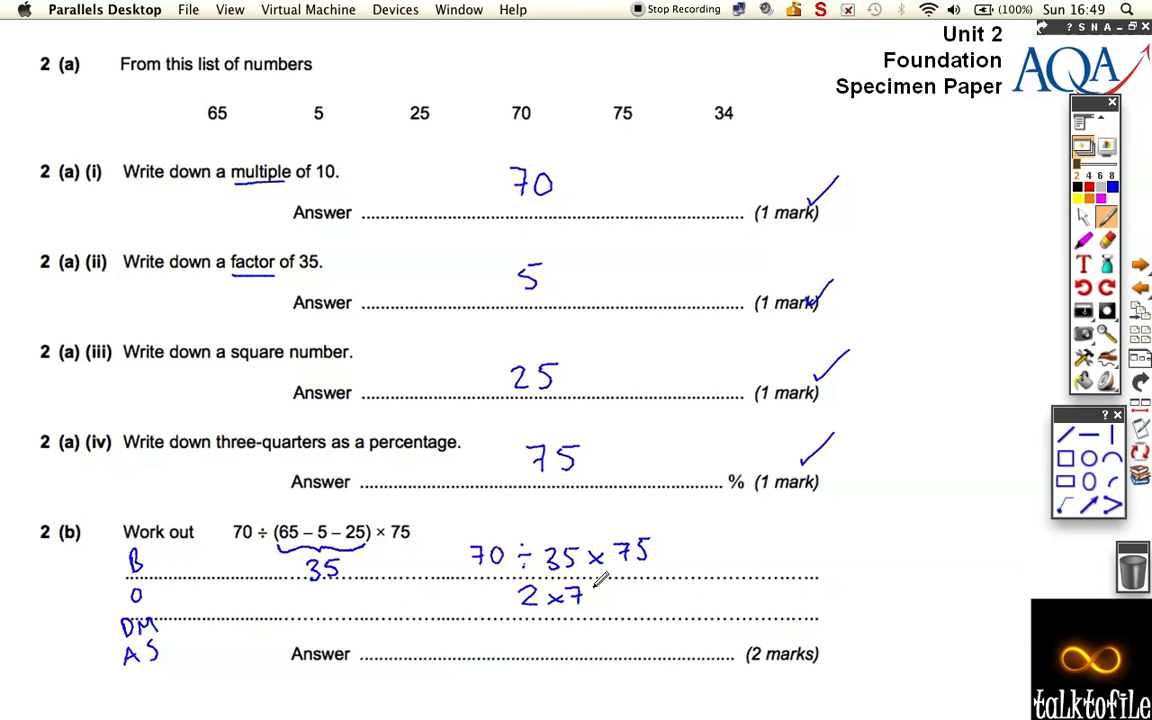 Parallels Desktop File View Virtual Machine Devices Window Help Stop Recording S (100%) Sun 16:49
? S N A
Unit 2
Foundation
Specimen Paper
AQA
2 (a) From this list of numbers
65 5 25 70 75 34
2 (a) (i) Write down a multiple of 10.
70
Answer ........ (1 mark)
2 (a) (ii) Write down a factor of 35.
5
Answer ........ (1 mark)
2 (a) (iii) Write down a square number.
25
Answer ........ (1 mark)
2 (a) (iv) Write down three-quarters as a percentage.
75
Answer ........ % (1 mark)
2 (b) Work out 70 ÷ (65 – 5 – 25) × 75
B 35 70 ÷ 35 × 75
O 2 × 7
DM
AS
Answer ........ (2 marks)
2 4 6 8
T
?
talktofile